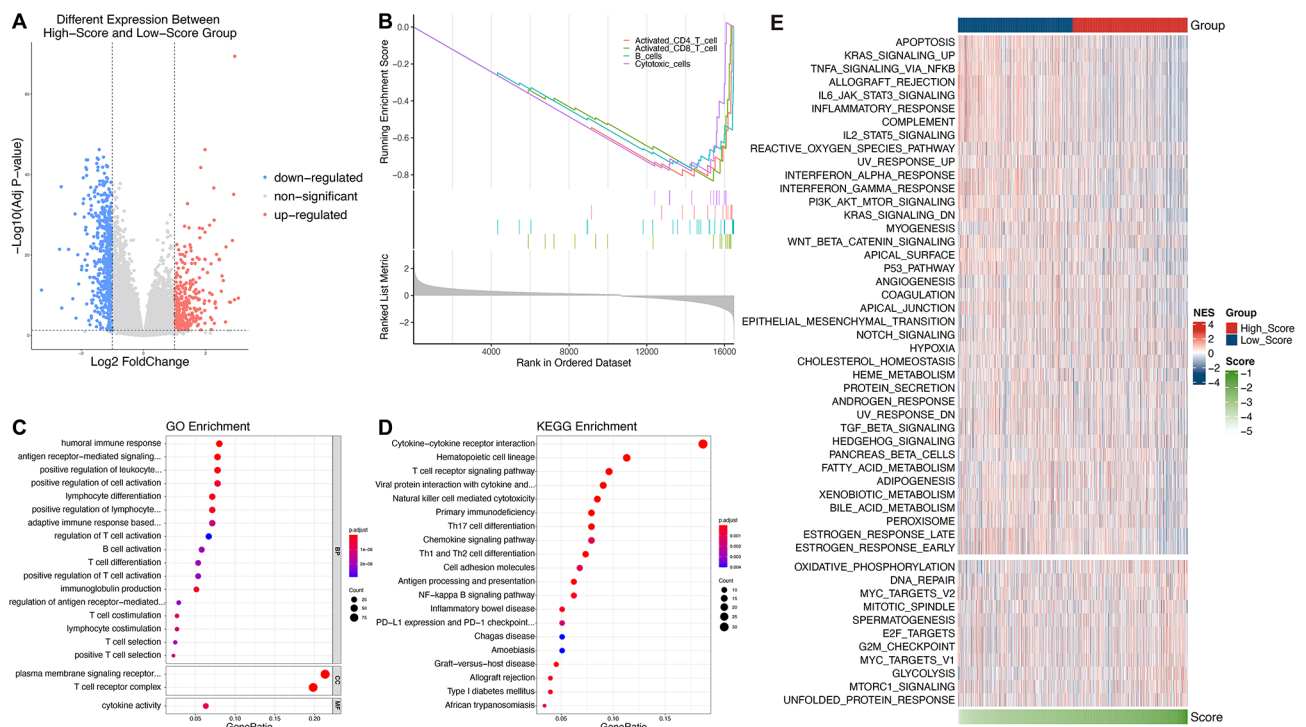 A
Different Expression Between
High-Score and Low-Score Group
−Log10(Adj P-value)
Log2 FoldChange
down-regulated
non-significant
up-regulated
B
Running Enrichment Score
0.0
−0.2
−0.4
−0.6
−0.8
Activated_CD4_T_cell
Activated_CD8_T_cell
B_cells
Cytotoxic_cells
Ranked List Metric
2
0
−2
4000 8000 12000 16000
Rank in Ordered Dataset
C
GO Enrichment
humoral immune response
antigen receptor−mediated signaling...
positive regulation of leukocyte...
positive regulation of cell activation
lymphocyte differentiation
positive regulation of lymphocyte...
adaptive immune response based...
regulation of T cell activation
B cell activation
T cell differentiation
positive regulation of T cell activation
immunoglobulin production
regulation of antigen receptor−mediated...
T cell costimulation
lymphocyte costimulation
T cell selection
positive T cell selection
plasma membrane signaling receptor...
T cell receptor complex
cytokine activity
BP
CC
MF
0.05 0.10 0.15 0.20
GeneRatio
p.adjust
1e−06
2e−06
Count
25
50
75
D
KEGG Enrichment
Cytokine−cytokine receptor interaction
Hematopoietic cell lineage
T cell receptor signaling pathway
Viral protein interaction with cytokine and...
Natural killer cell mediated cytotoxicity
Primary immunodeficiency
Th17 cell differentiation
Chemokine signaling pathway
Th1 and Th2 cell differentiation
Cell adhesion molecules
Antigen processing and presentation
NF−kappa B signaling pathway
Inflammatory bowel disease
PD−L1 expression and PD−1 checkpoint...
Chagas disease
Amoebiasis
Graft−versus−host disease
Allograft rejection
Type I diabetes mellitus
African trypanosomiasis
0.05 0.10 0.15
GeneRatio
p.adjust
0.001
0.002
0.003
0.004
Count
10
15
20
25
30
E
Group
APOPTOSIS
KRAS_SIGNALING_UP
TNFA_SIGNALING_VIA_NFKB
ALLOGRAFT_REJECTION
IL6_JAK_STAT3_SIGNALING
INFLAMMATORY_RESPONSE
COMPLEMENT
IL2_STAT5_SIGNALING
REACTIVE_OXYGEN_SPECIES_PATHWAY
UV_RESPONSE_UP
INTERFERON_ALPHA_RESPONSE
INTERFERON_GAMMA_RESPONSE
PI3K_AKT_MTOR_SIGNALING
KRAS_SIGNALING_DN
MYOGENESIS
WNT_BETA_CATENIN_SIGNALING
APICAL_SURFACE
P53_PATHWAY
ANGIOGENESIS
COAGULATION
APICAL_JUNCTION
EPITHELIAL_MESENCHYMAL_TRANSITION
NOTCH_SIGNALING
HYPOXIA
CHOLESTEROL_HOMEOSTASIS
HEME_METABOLISM
PROTEIN_SECRETION
ANDROGEN_RESPONSE
UV_RESPONSE_DN
TGF_BETA_SIGNALING
HEDGEHOG_SIGNALING
PANCREAS_BETA_CELLS
FATTY_ACID_METABOLISM
ADIPOGENESIS
XENOBIOTIC_METABOLISM
BILE_ACID_METABOLISM
PEROXISOME
ESTROGEN_RESPONSE_LATE
ESTROGEN_RESPONSE_EARLY
OXIDATIVE_PHOSPHORYLATION
DNA_REPAIR
MYC_TARGETS_V2
MITOTIC_SPINDLE
SPERMATOGENESIS
E2F_TARGETS
G2M_CHECKPOINT
MYC_TARGETS_V1
GLYCOLYSIS
MTORC1_SIGNALING
UNFOLDED_PROTEIN_RESPONSE
Score
NES
4
2
0
−2
−4
Group
High_Score
Low_Score
Score
−1
−2
−3
−4
−5